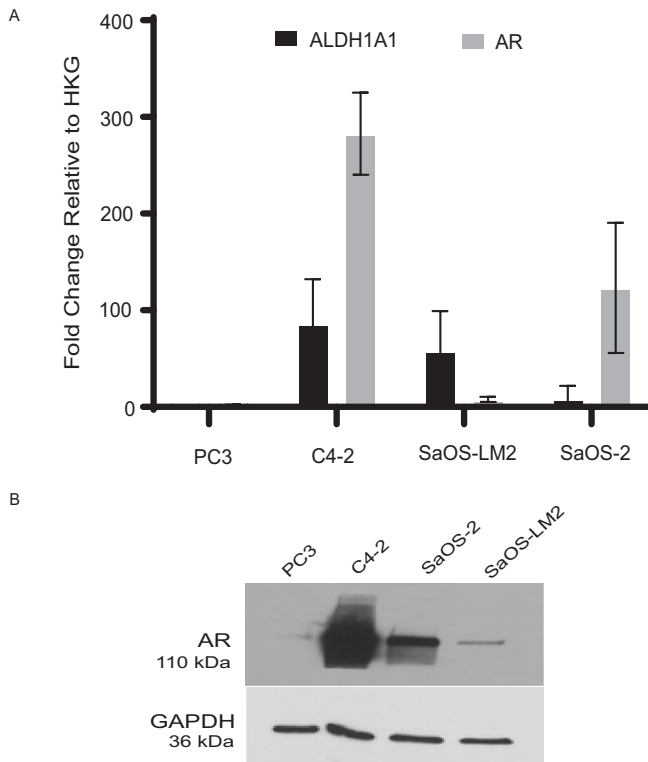 A
Fold Change Relative to HKG
400
300
200
100
0
ALDH1A1 AR
PC3 C4-2 SaOS-LM2 SaOS-2
B
PC3 C4-2 SaOS-2 SaOS-LM2
AR
110 kDa
GAPDH
36 kDa